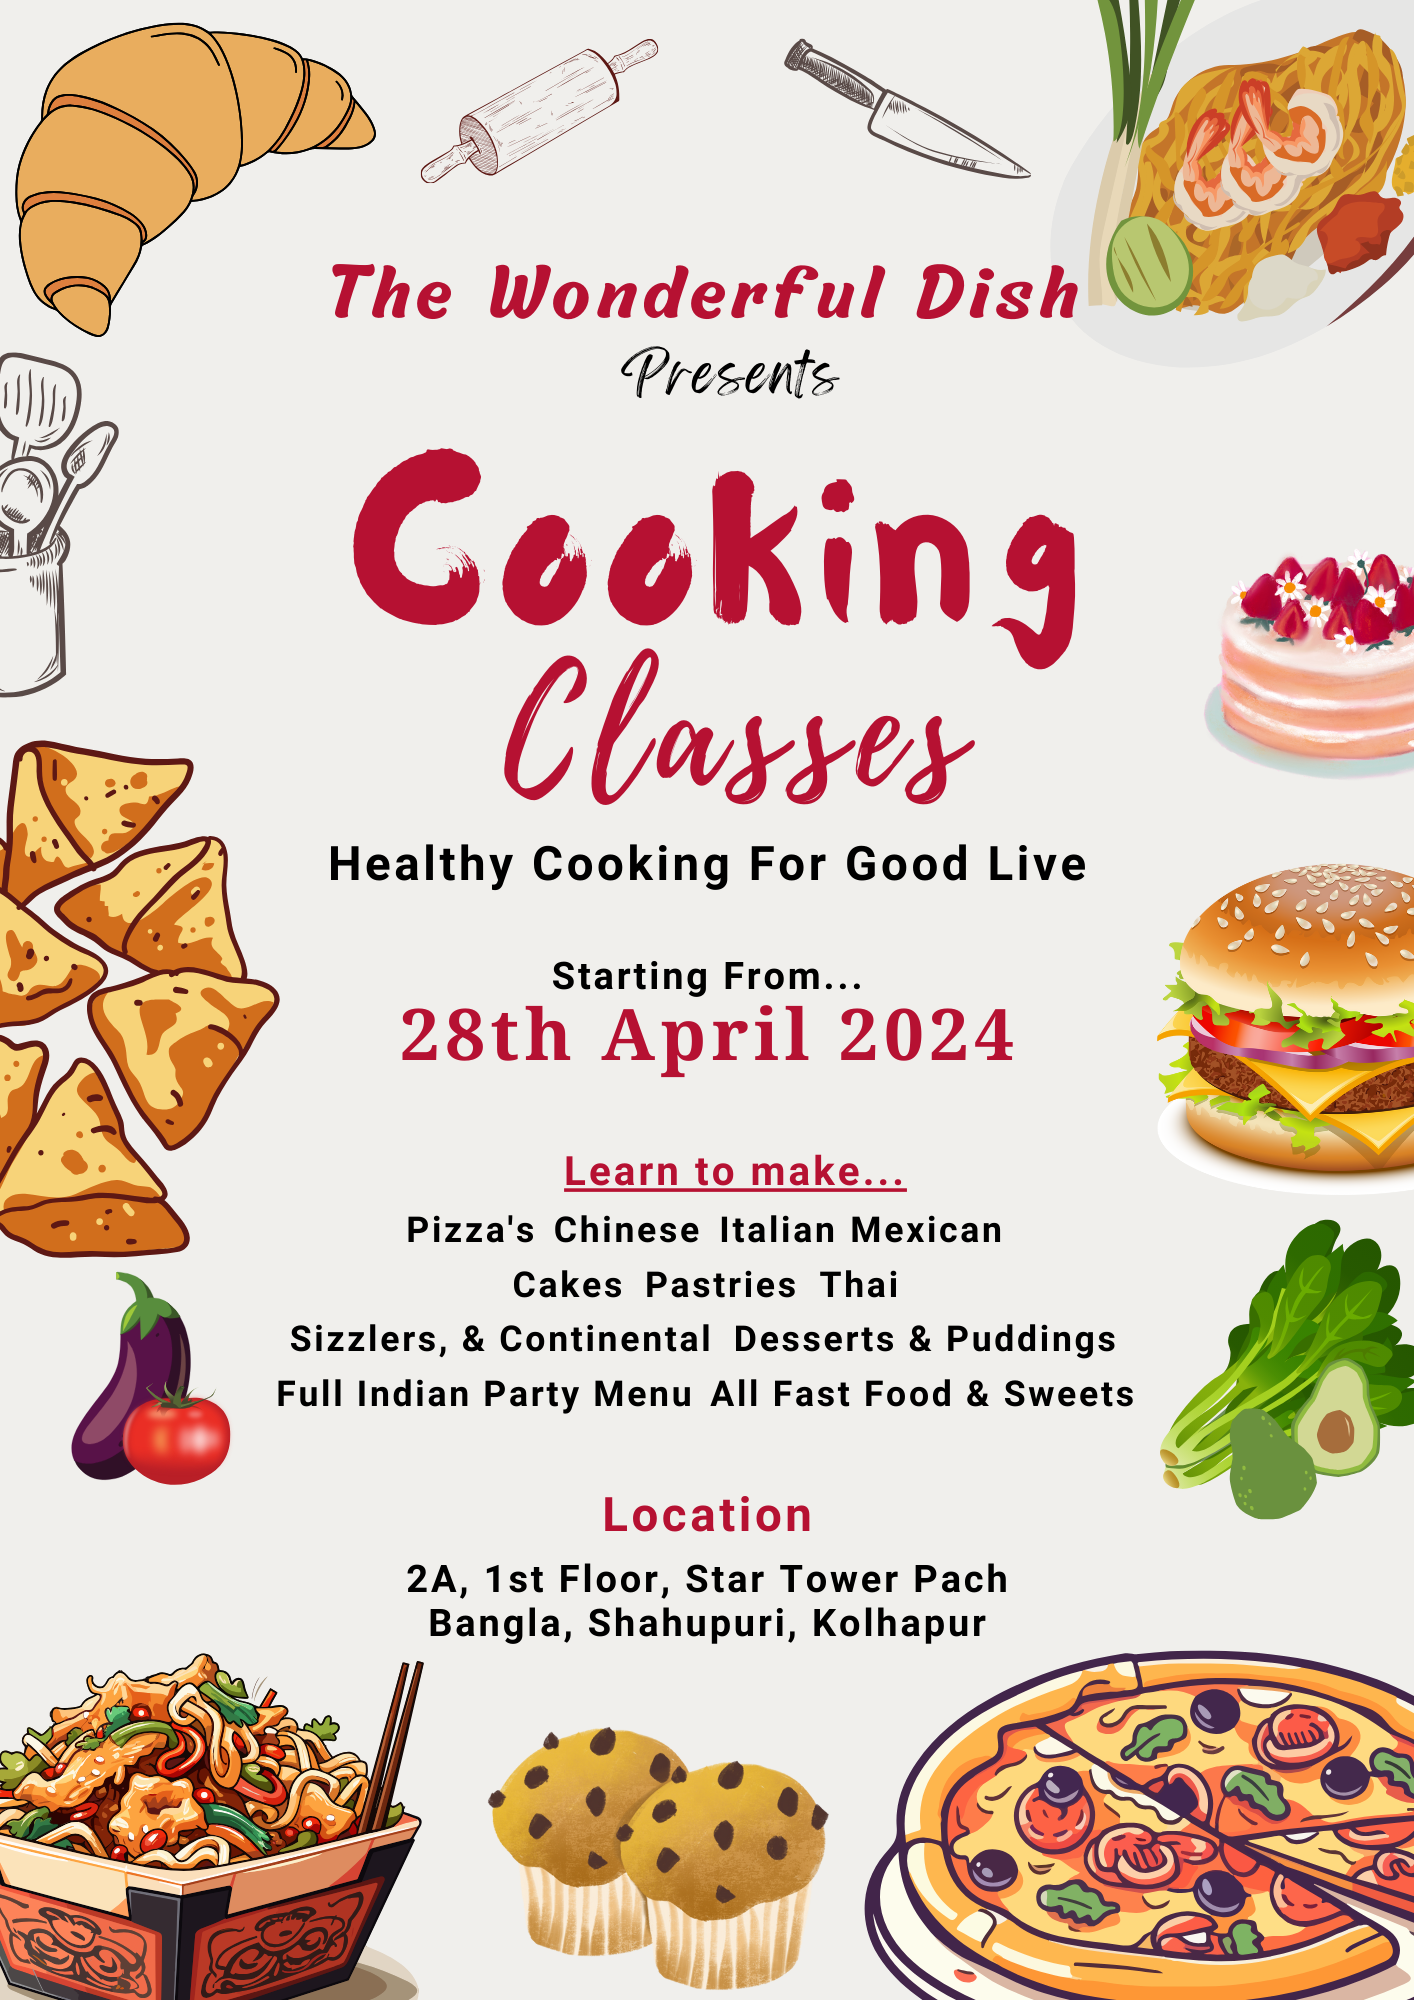 The Wonderful Dish
Presents
Cooking
Classes
Healthy Cooking For Good Live
Starting From...
28th April 2024
Learn to make...
Pizza's Chinese Italian Mexican
Cakes Pastries Thai
Sizzlers, & Continental Desserts & Puddings
Full Indian Party Menu All Fast Food & Sweets
Location
2A, 1st Floor, Star Tower Pach
Bangla, Shahupuri, Kolhapur